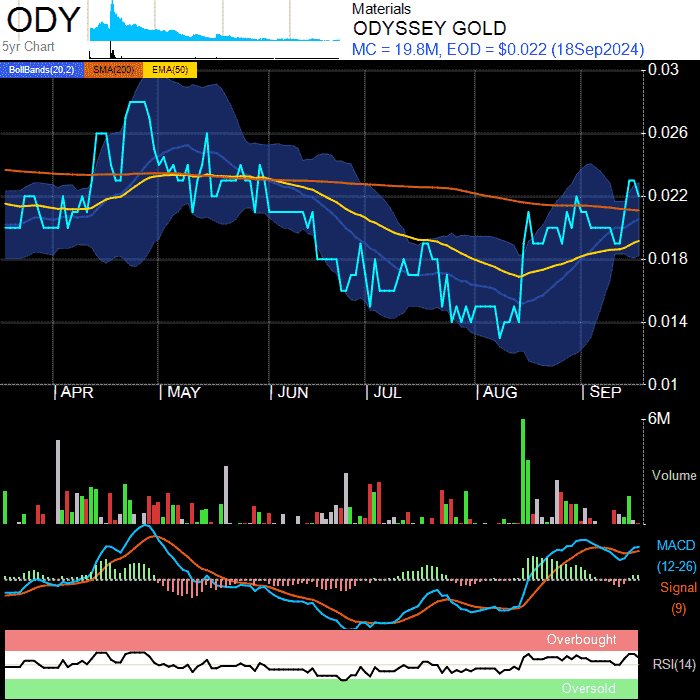 ODY
5yr Chart
Materials
ODYSSEY GOLD
MC = 19.8M, EOD = $0.022 (18Sep2024)
BollBands(20,2) SMA(200) EMA(50)
0.03
0.026
0.022
0.018
0.014
0.01
APR MAY JUN JUL AUG SEP
6M
Volume
MACD
(12-26)
Signal
(9)
Overbought
RSI(14)
Oversold